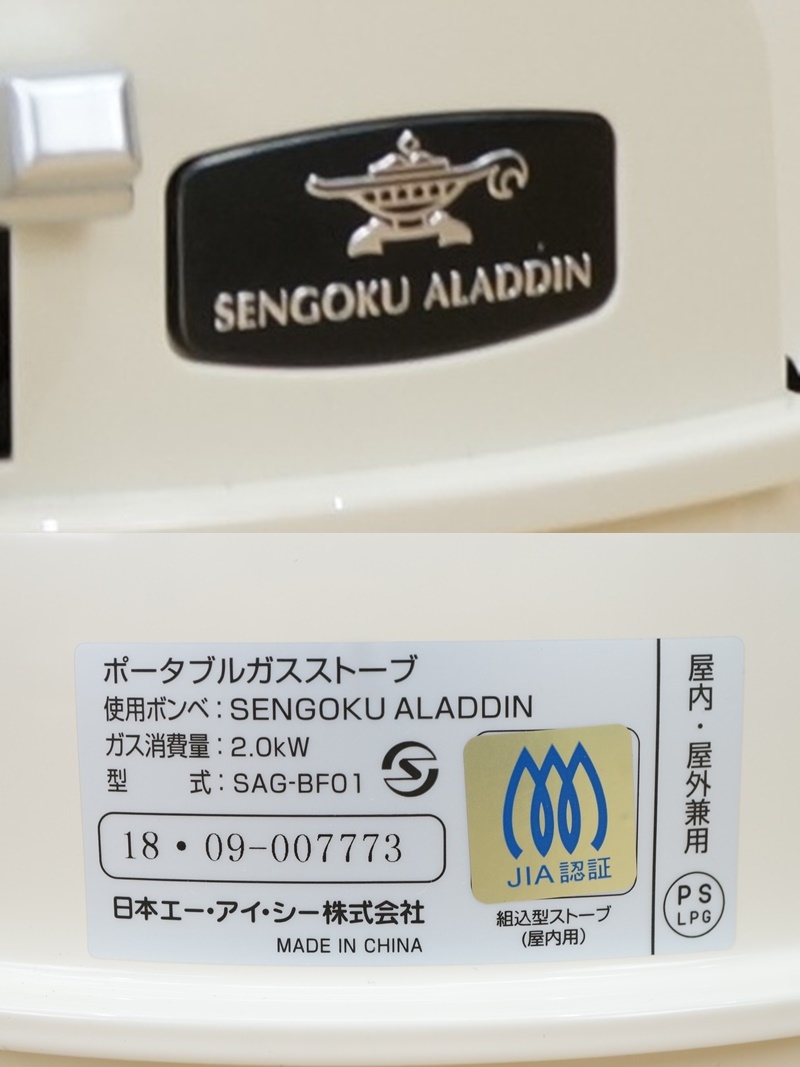 SENGOKU ALADDIN
ポータブルガスストーブ
使用ボンベ：SENGOKU ALADDIN
ガス消費量：2.0kW
型　　式：SAG-BF01
18・09-007773
日本エー・アイ・シー株式会社
MADE IN CHINA
JIA認証
組込型ストーブ
(屋内用)
屋内・屋外兼用
PS
LPG